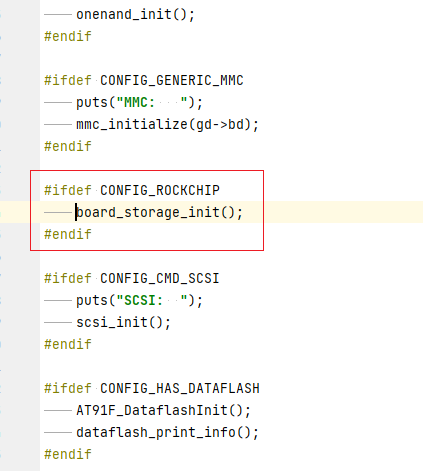 onenand_init();
#endif
#ifdef CONFIG_GENERIC_MMC
puts("MMC:   ");
mmc_initialize(gd->bd);
#endif
#ifdef CONFIG_ROCKCHIP
board_storage_init();
#endif
#ifdef CONFIG_CMD_SCSI
puts("SCSI:  ");
scsi_init();
#endif
#ifdef CONFIG_HAS_DATAFLASH
AT91F_DataflashInit();
dataflash_print_info();
#endif